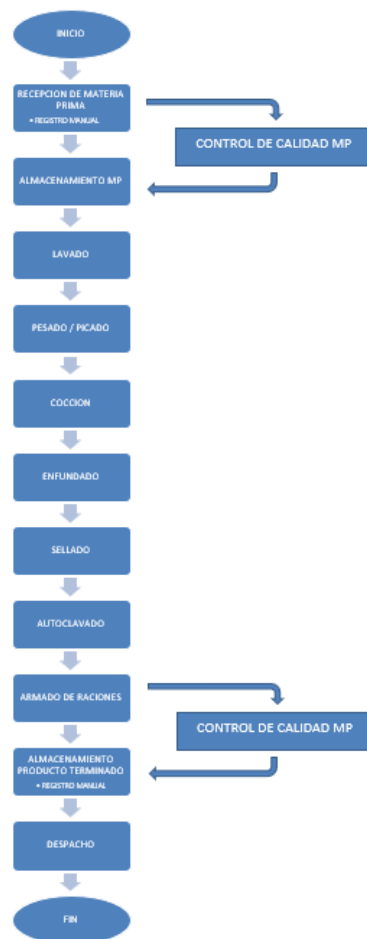 INICIO
RECEPCION DE MATERIA
PRIMA
• REGISTRO MANUAL
CONTROL DE CALIDAD MP
ALMACENAMIENTO MP
LAVADO
PESADO / PICADO
COCCION
ENFUNDADO
SELLADO
AUTOCLAVADO
ARMADO DE RACIONES
CONTROL DE CALIDAD MP
ALMACENAMIENTO
PRODUCTO TERMINADO
• REGISTRO MANUAL
DESPACHO
FIN